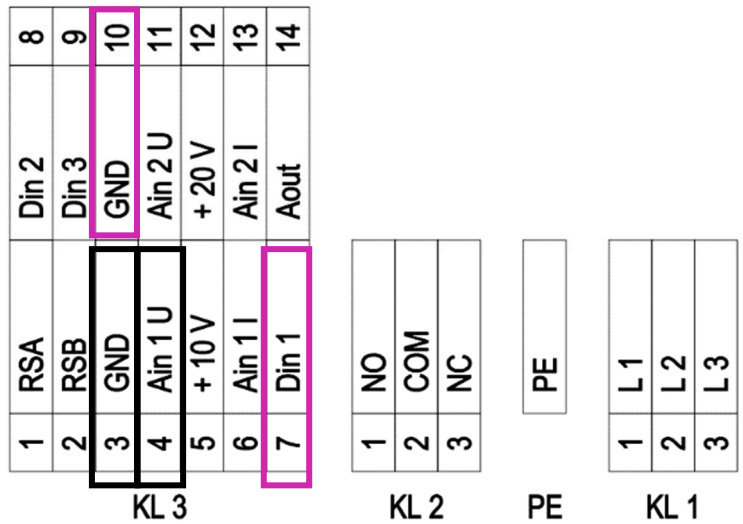 8 9 10 11 12 13 14
Din 2 Din 3 GND Ain 2 U + 20 V Ain 2 I Aout
RSA RSB GND Ain 1 U + 10 V Ain 1 I Din 1 NO COM NC PE L 1 L 2 L 3
1 2 3 4 5 6 7 1 2 3 1 2 3
KL 3 KL 2 PE KL 1